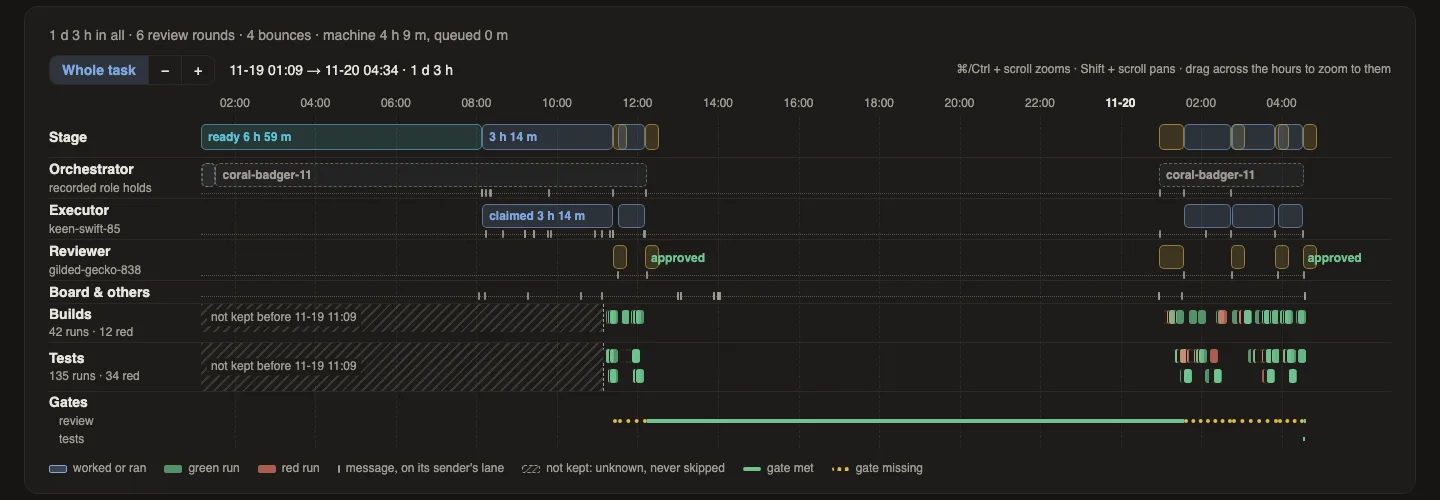 1 d 3 h in all · 6 review rounds · 4 bounces · machine 4 h 9 m, queued 0 m
Whole task − + 11-19 01:09 → 11-20 04:34 · 1 d 3 h
⌘/Ctrl + scroll zooms · Shift + scroll pans · drag across the hours to zoom to them
02:00 04:00 06:00 08:00 10:00 12:00 14:00 16:00 18:00 20:00 22:00 11-20 02:00 04:00
Stage ready 6 h 59 m 3 h 14 m
Orchestrator
recorded role holds
coral-badger-11 coral-badger-11
Executor
keen-swift-85
claimed 3 h 14 m
Reviewer
gilded-gecko-838
approved approved
Board & others
Builds
42 runs · 12 red
not kept before 11-19 11:09
Tests
135 runs · 34 red
not kept before 11-19 11:09
Gates
review
tests
worked or ran green run red run message, on its sender's lane not kept: unknown, never skipped gate met gate missing